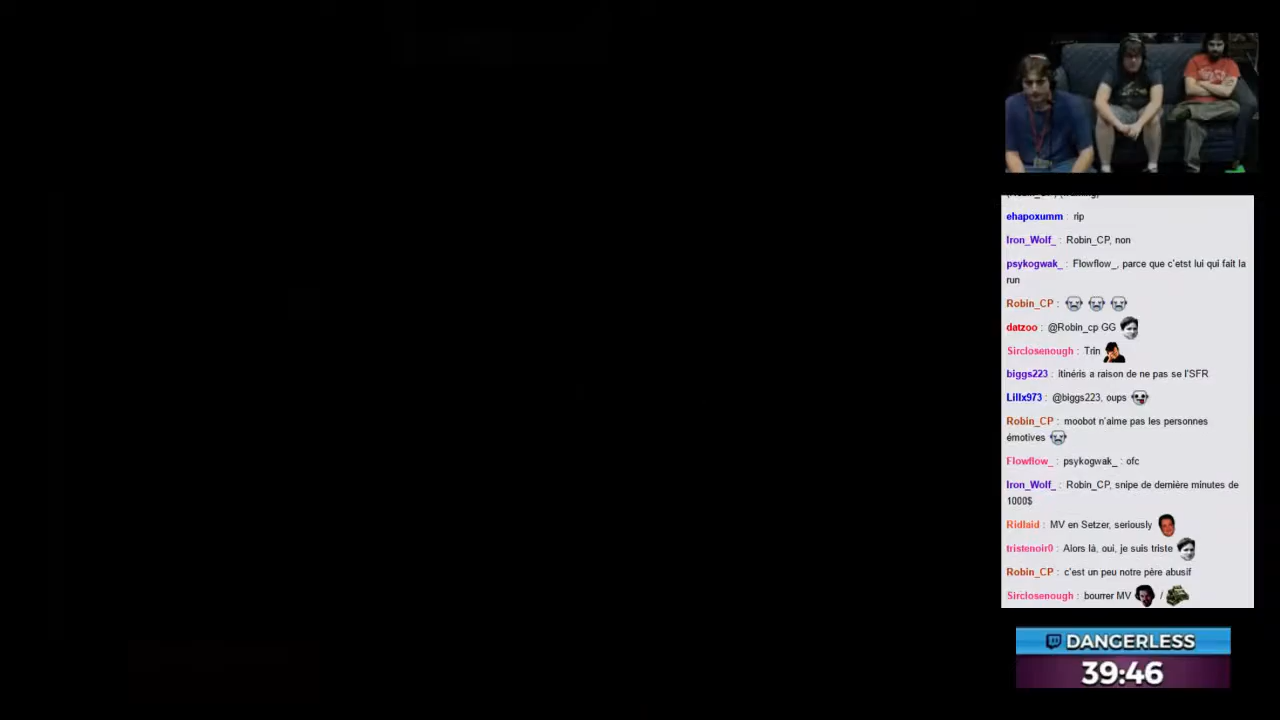 ehapoxumm : rip
Iron_Wolf_ : Robin_CP, non
psykogwak_ : Flowflow_, parce que c'etst lui qui fait la
run
Robin_CP :
datzoo : @Robin_cp GG
Sirclosenough : Trin
biggs223 : itinéris a raison de ne pas se l'SFR
Lillx973 : @biggs223, oups
Robin_CP : moobot n'aime pas les personnes
émotives
Flowflow_ : psykogwak_ : ofc
Iron_Wolf_ : Robin_CP, snipe de dernière minutes de
1000$
Ridlaid : MV en Setzer, seriously
tristenoir0 : Alors là, oui, je suis triste
Robin_CP : c'est un peu notre père abusif
Sirclosenough : bourrer MV /
DANGERLESS
39:46